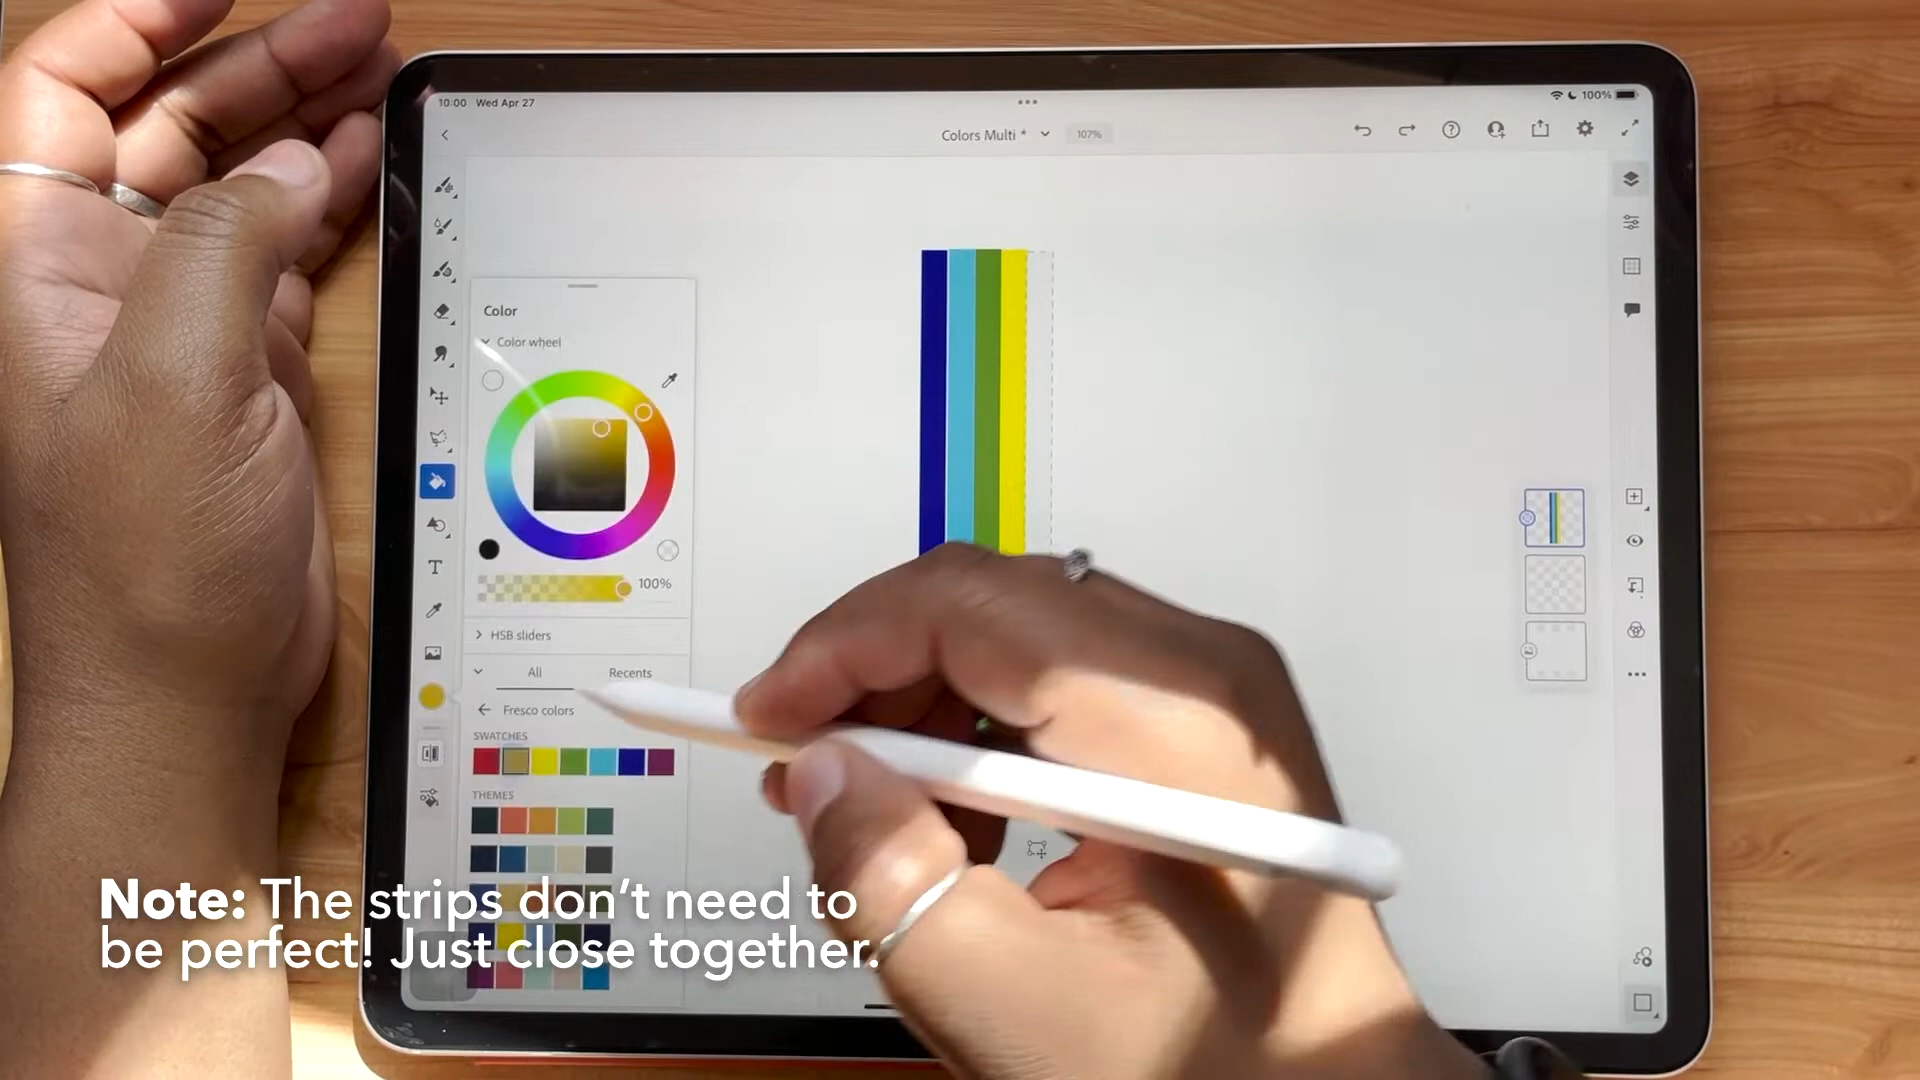 10:00 Wed Apr 27
100%
Colors Multi *
107%
Color
Color wheel
100%
HSB sliders
All Recents
Fresco colors
SWATCHES
THEMES
T
Note: The strips don't need to
be perfect! Just close together.